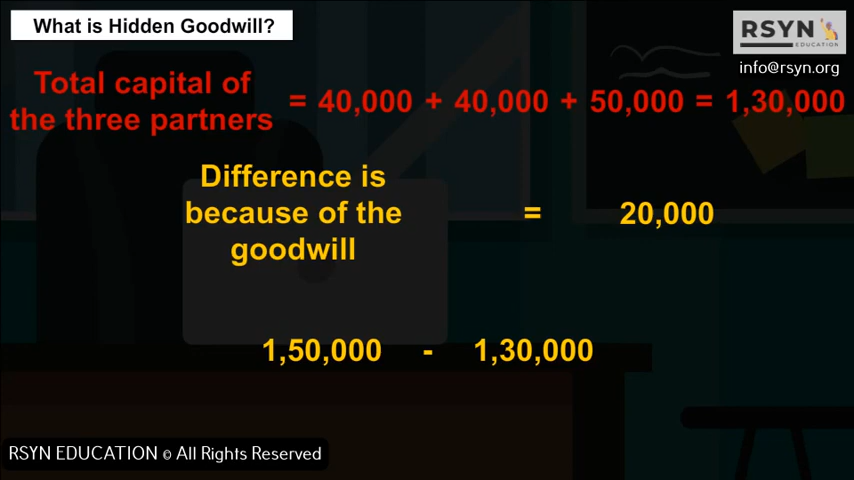 What is Hidden Goodwill?
RSYN
EDUCATION
info@rsyn.org
Total capital of
the three partners
= 40,000 + 40,000 + 50,000 = 1,30,000
Difference is
because of the
goodwill
= 20,000
1,50,000 - 1,30,000
RSYN EDUCATION © All Rights Reserved